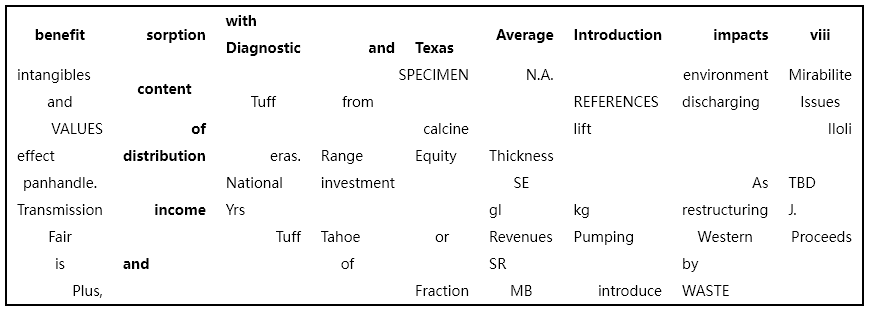 benefit sorption with Diagnostic and Texas Average Introduction impacts viii
intangibles content SPECIMEN N.A. environment Mirabilite
and Tuff from REFERENCES discharging Issues
VALUES of calcine lift lloli
effect distribution eras. Range Equity Thickness
panhandle. National investment SE As TBD
Transmission income Yrs gl kg restructuring J.
Fair Tuff Tahoe or Revenues Pumping Western Proceeds
is and of SR by
Plus, Fraction MB introduce WASTE